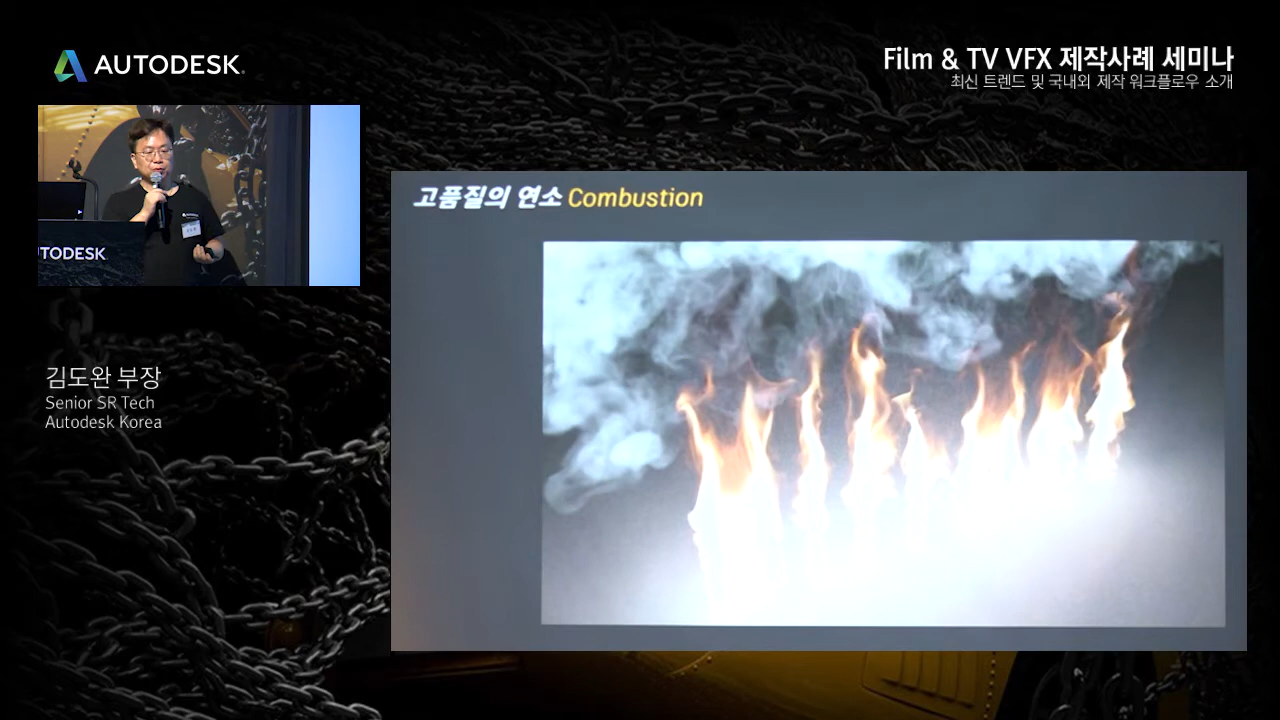 AUTODESK
Film & TV VFX 제작사례 세미나
최신 트렌드 및 국내외 제작 워크플로우 소개
TODESK
고품질의 연소 Combustion
김도완 부장
Senior SR Tech
Autodesk Korea